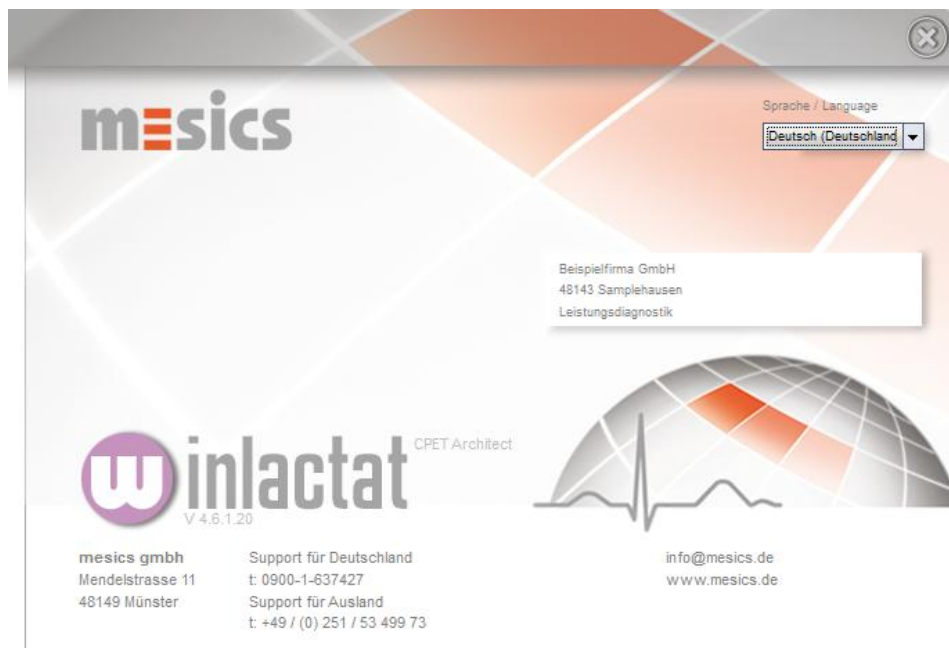 mesics
Sprache / Language
Deutsch (Deutschland
Beispielfirma GmbH
48143 Samplehausen
Leistungsdiagnostik
winlactat
CPET Architect
V 4.6.1.20
mesics gmbh
Mendelstrasse 11
48149 Münster
Support für Deutschland
t: 0900-1-637427
Support für Ausland
t: +49 / (0) 251 / 53 499 73
info@mesics.de
www.mesics.de